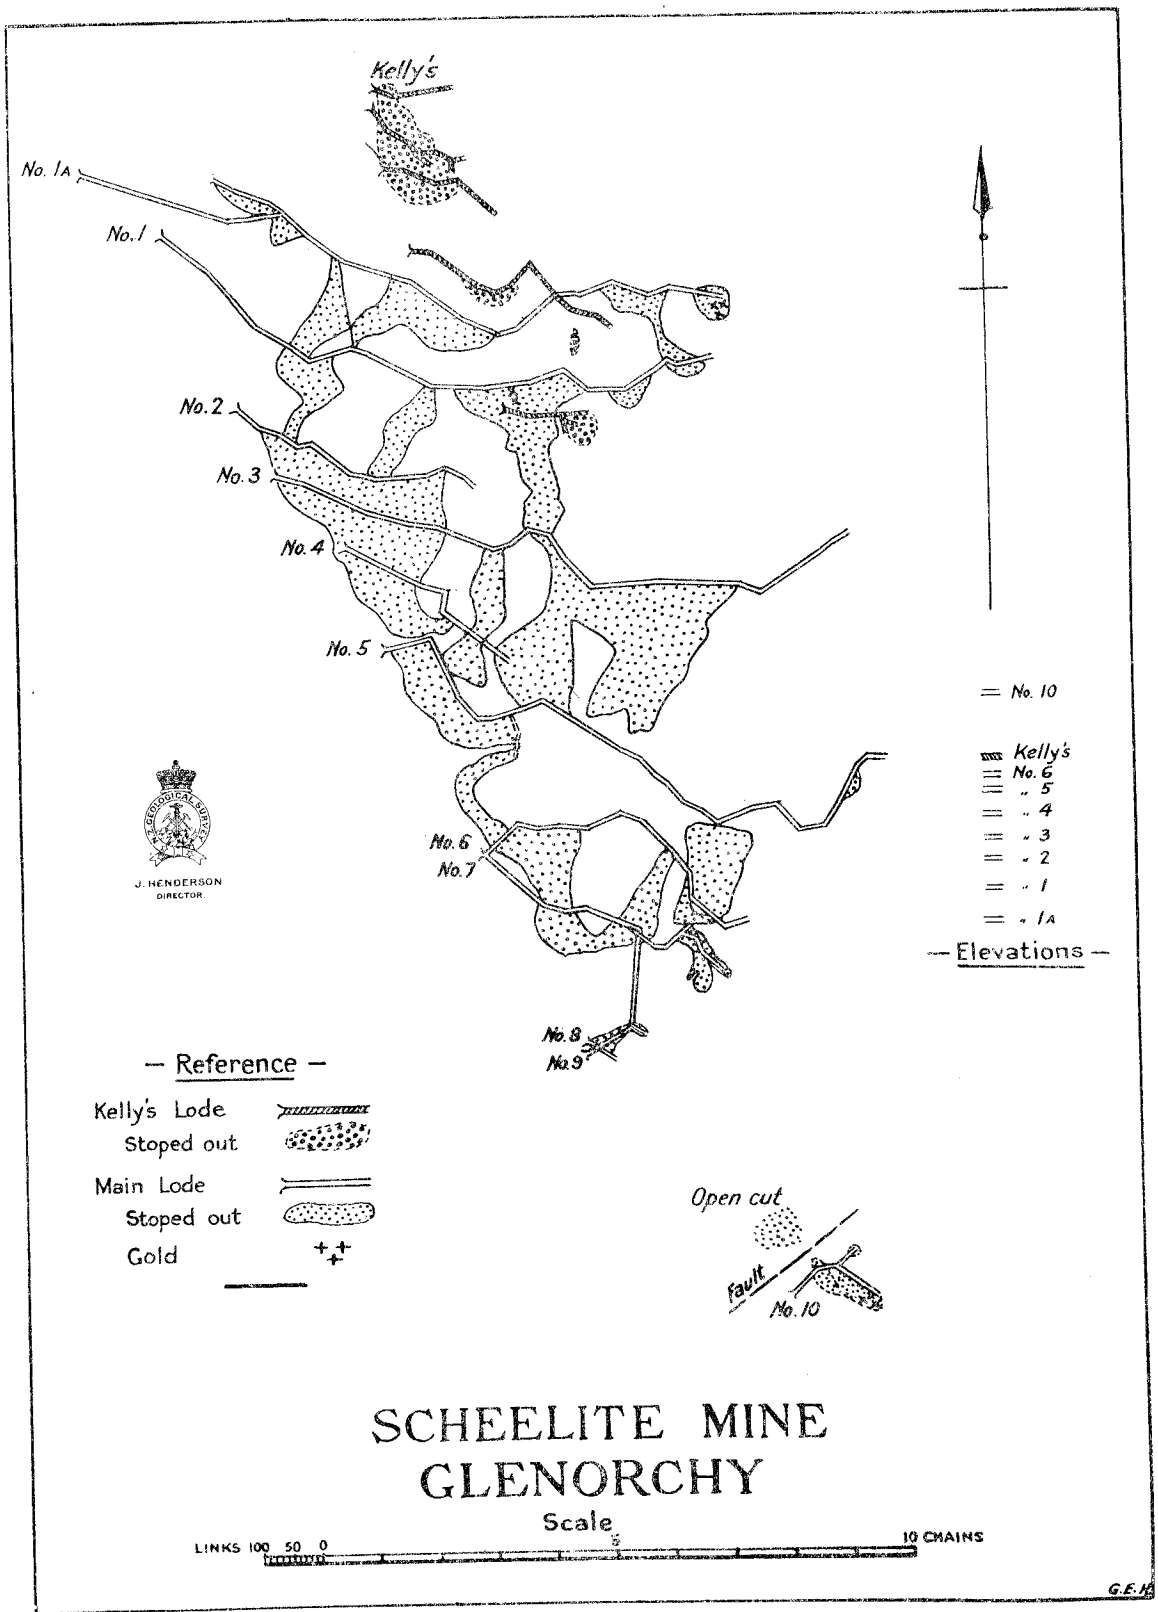 Kelly's
No. 1A
No. 1
No. 2
No. 3
No. 4
No. 5
No. 6
No. 7
No. 8
No. 9
= No. 10
Kelly's
= No. 6
= " 5
= " 4
= " 3
= " 2
= " 1
= " 1A
— Elevations —
N.Z. GEOLOGICAL SURVEY
J. HENDERSON
DIRECTOR.
— Reference —
Kelly's Lode
Stoped out
Main Lode
Stoped out
Gold
Open cut
Fault
No. 10
SCHEELITE MINE
GLENORCHY
Scale
LINKS 100 50 0 5 10 CHAINS
G.E.H.